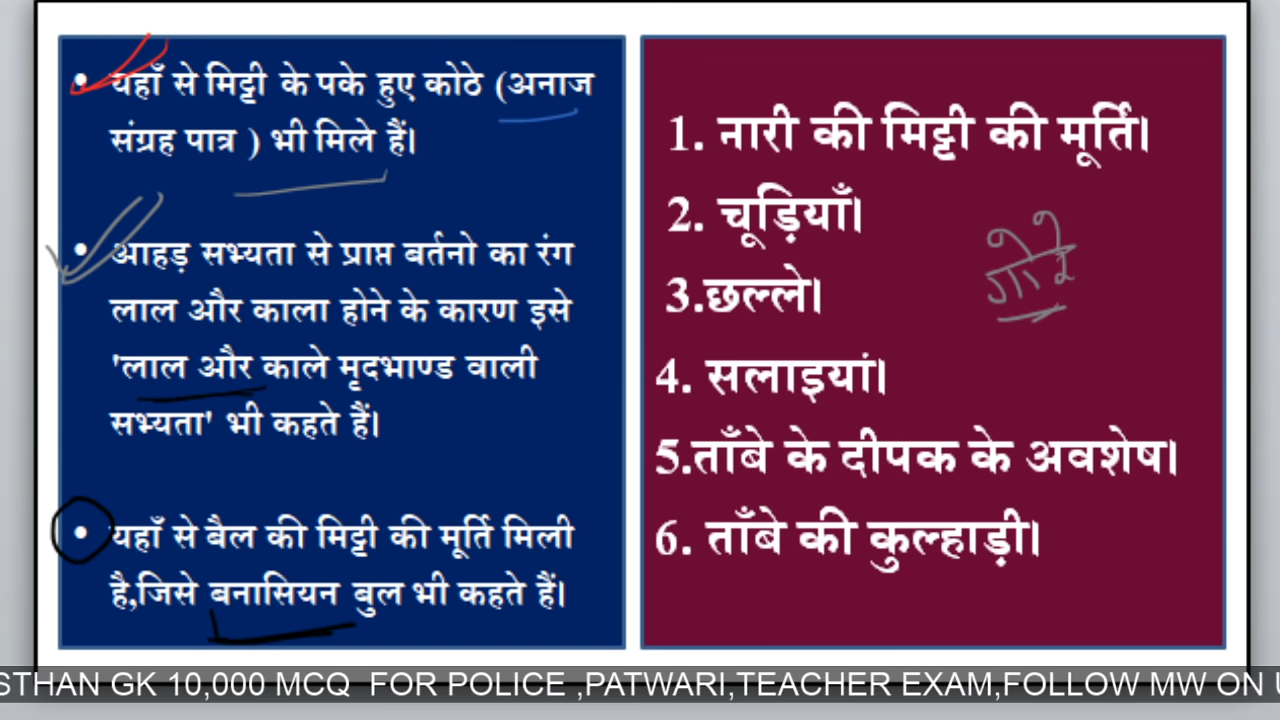 • यहाँ से मिट्टी के पके हुए कोठे (अनाज
संग्रह पात्र ) भी मिले हैं।
• आहड़ सभ्यता से प्राप्त बर्तनो का रंग
लाल और काला होने के कारण इसे
'लाल और काले मृदभाण्ड वाली
सभ्यता' भी कहते हैं।
• यहाँ से बैल की मिट्टी की मूर्ति मिली
है,जिसे बनासियन बुल भी कहते हैं।
1. नारी की मिट्टी की मूर्ति।
2. चूड़ियाँ।
3.छल्ले।
4. सलाइयां।
5.ताँबे के दीपक के अवशेष।
6. ताँबे की कुल्हाड़ी।
गोरे
STHAN GK 10,000 MCQ FOR POLICE ,PATWARI,TEACHER EXAM,FOLLOW MW ON